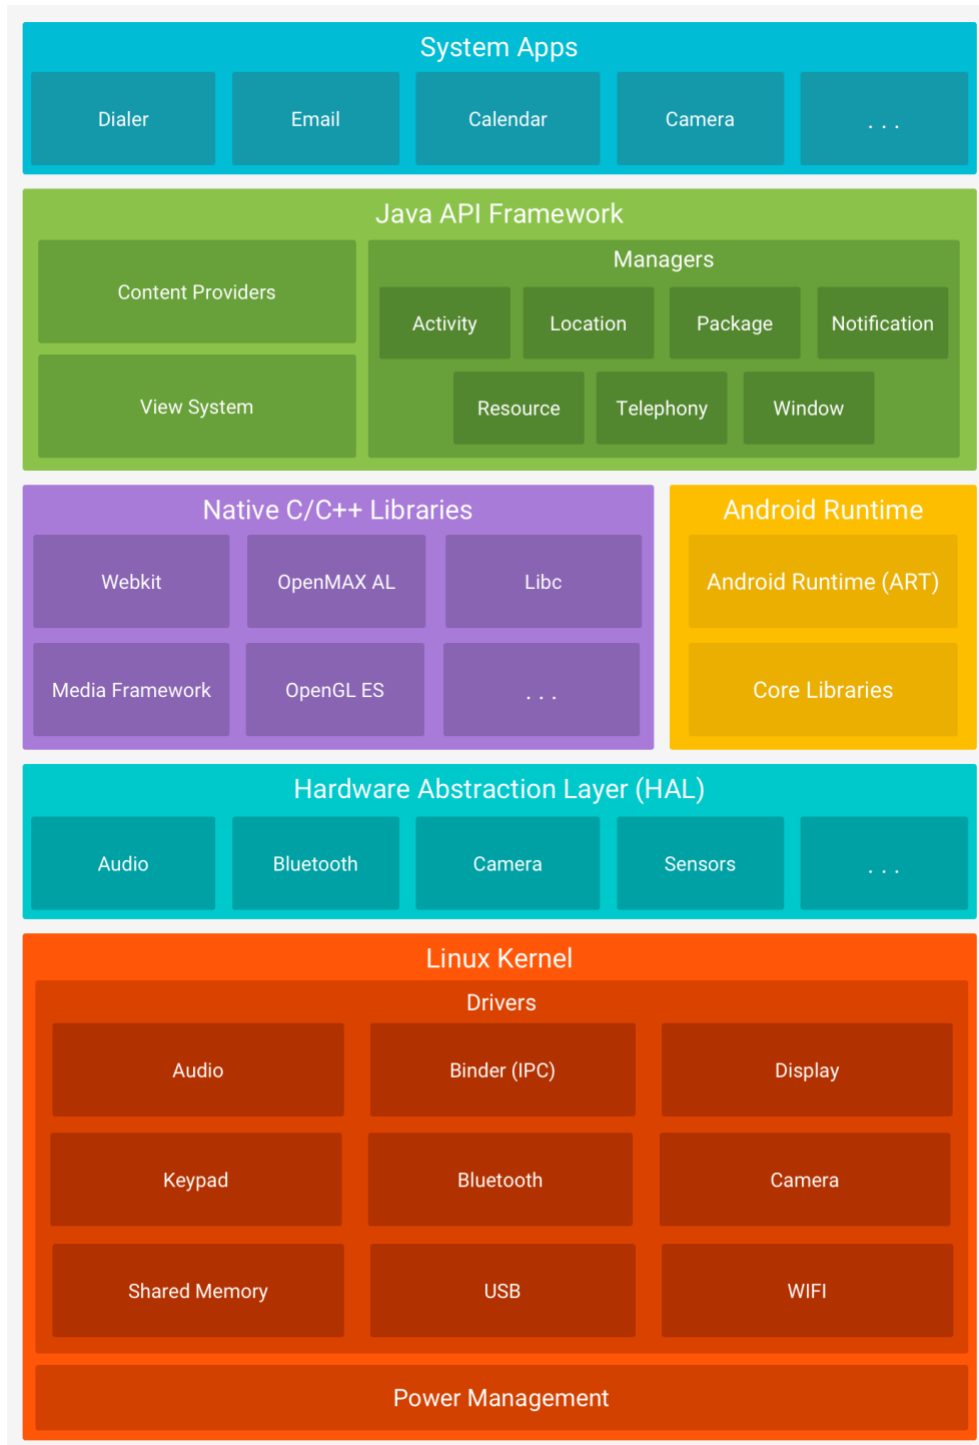 System Apps
Dialer
Email
Calendar
Camera
. . .
Java API Framework
Content Providers
View System
Managers
Activity
Location
Package
Notification
Resource
Telephony
Window
Native C/C++ Libraries
Webkit
OpenMAX AL
Libc
Media Framework
OpenGL ES
. . .
Android Runtime
Android Runtime (ART)
Core Libraries
Hardware Abstraction Layer (HAL)
Audio
Bluetooth
Camera
Sensors
. . .
Linux Kernel
Drivers
Audio
Binder (IPC)
Display
Keypad
Bluetooth
Camera
Shared Memory
USB
WIFI
Power Management